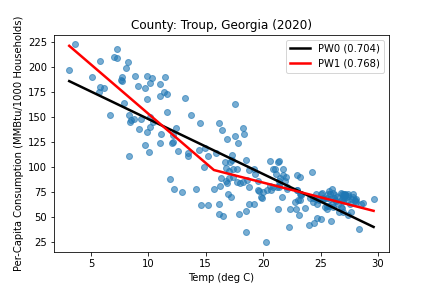 County: Troup, Georgia (2020)
Per-Capita Consumption (MMBtu/1000 Households)
225
200
175
150
125
100
75
50
25
PW0 (0.704)
PW1 (0.768)
5 10 15 20 25 30
Temp (deg C)